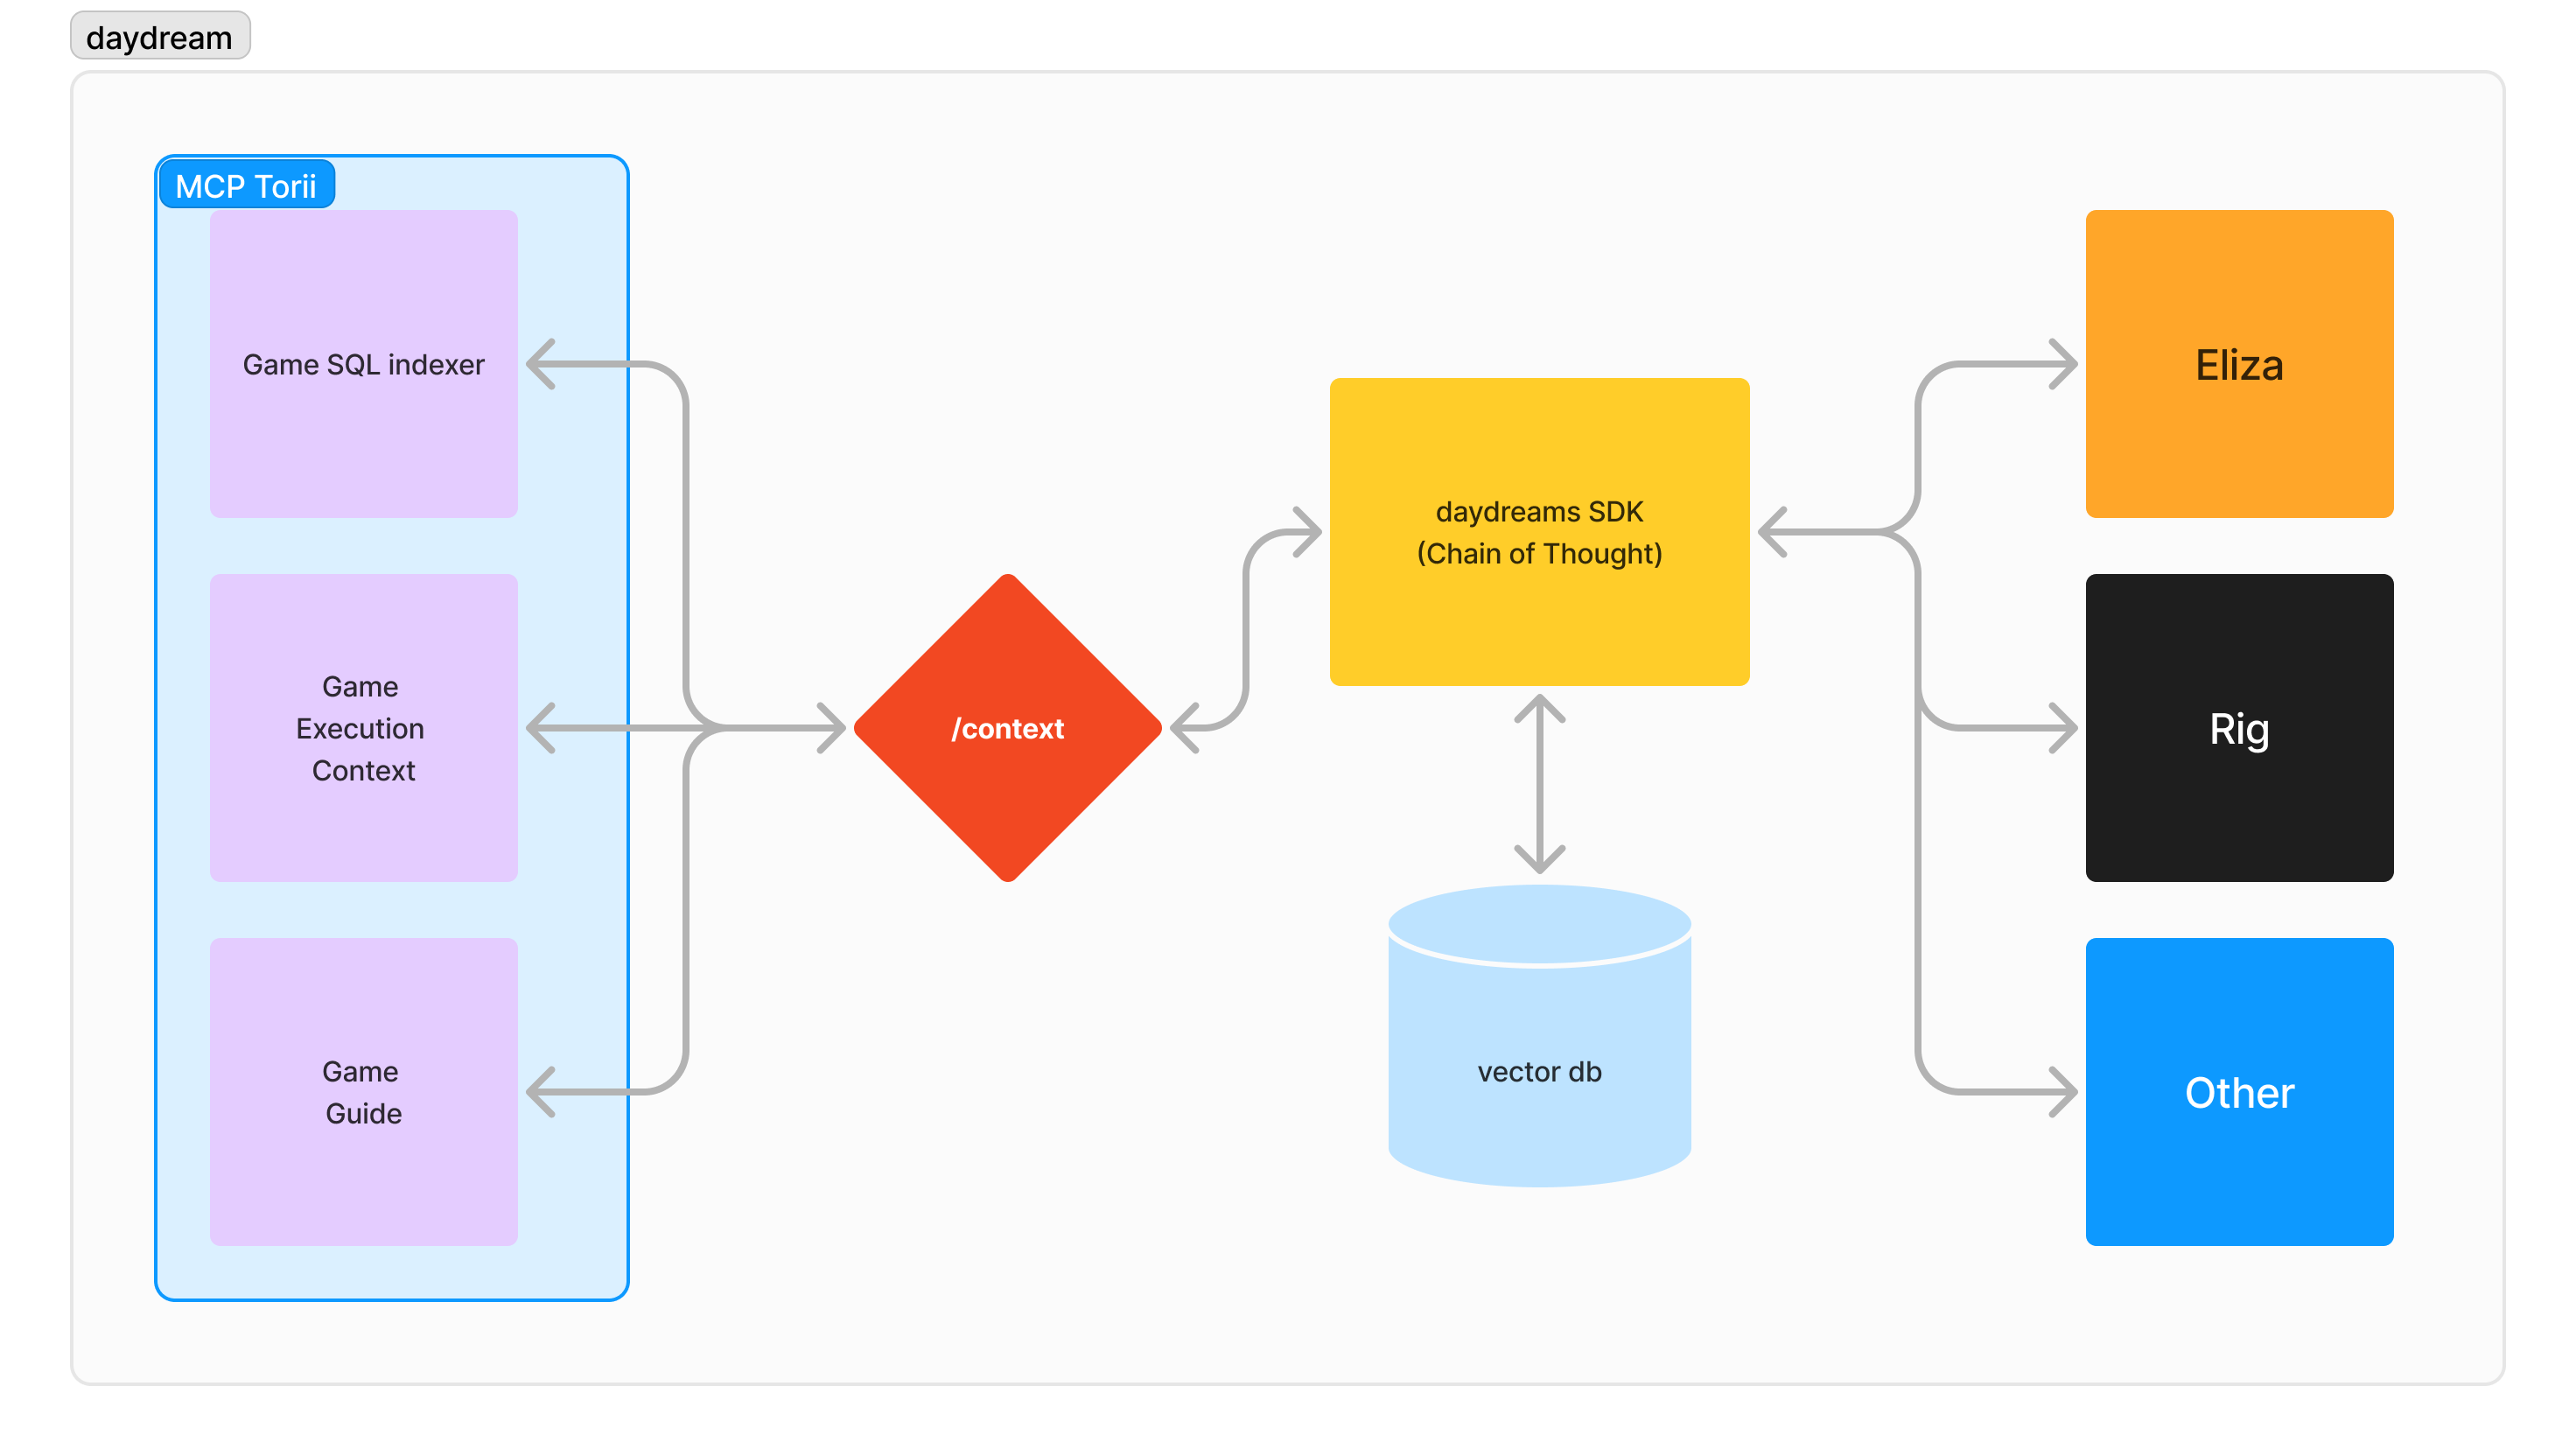 daydream
MCP Torii
Game SQL indexer
Game
Execution
Context
Game
Guide
/context
daydreams SDK
(Chain of Thought)
vector db
Eliza
Rig
Other